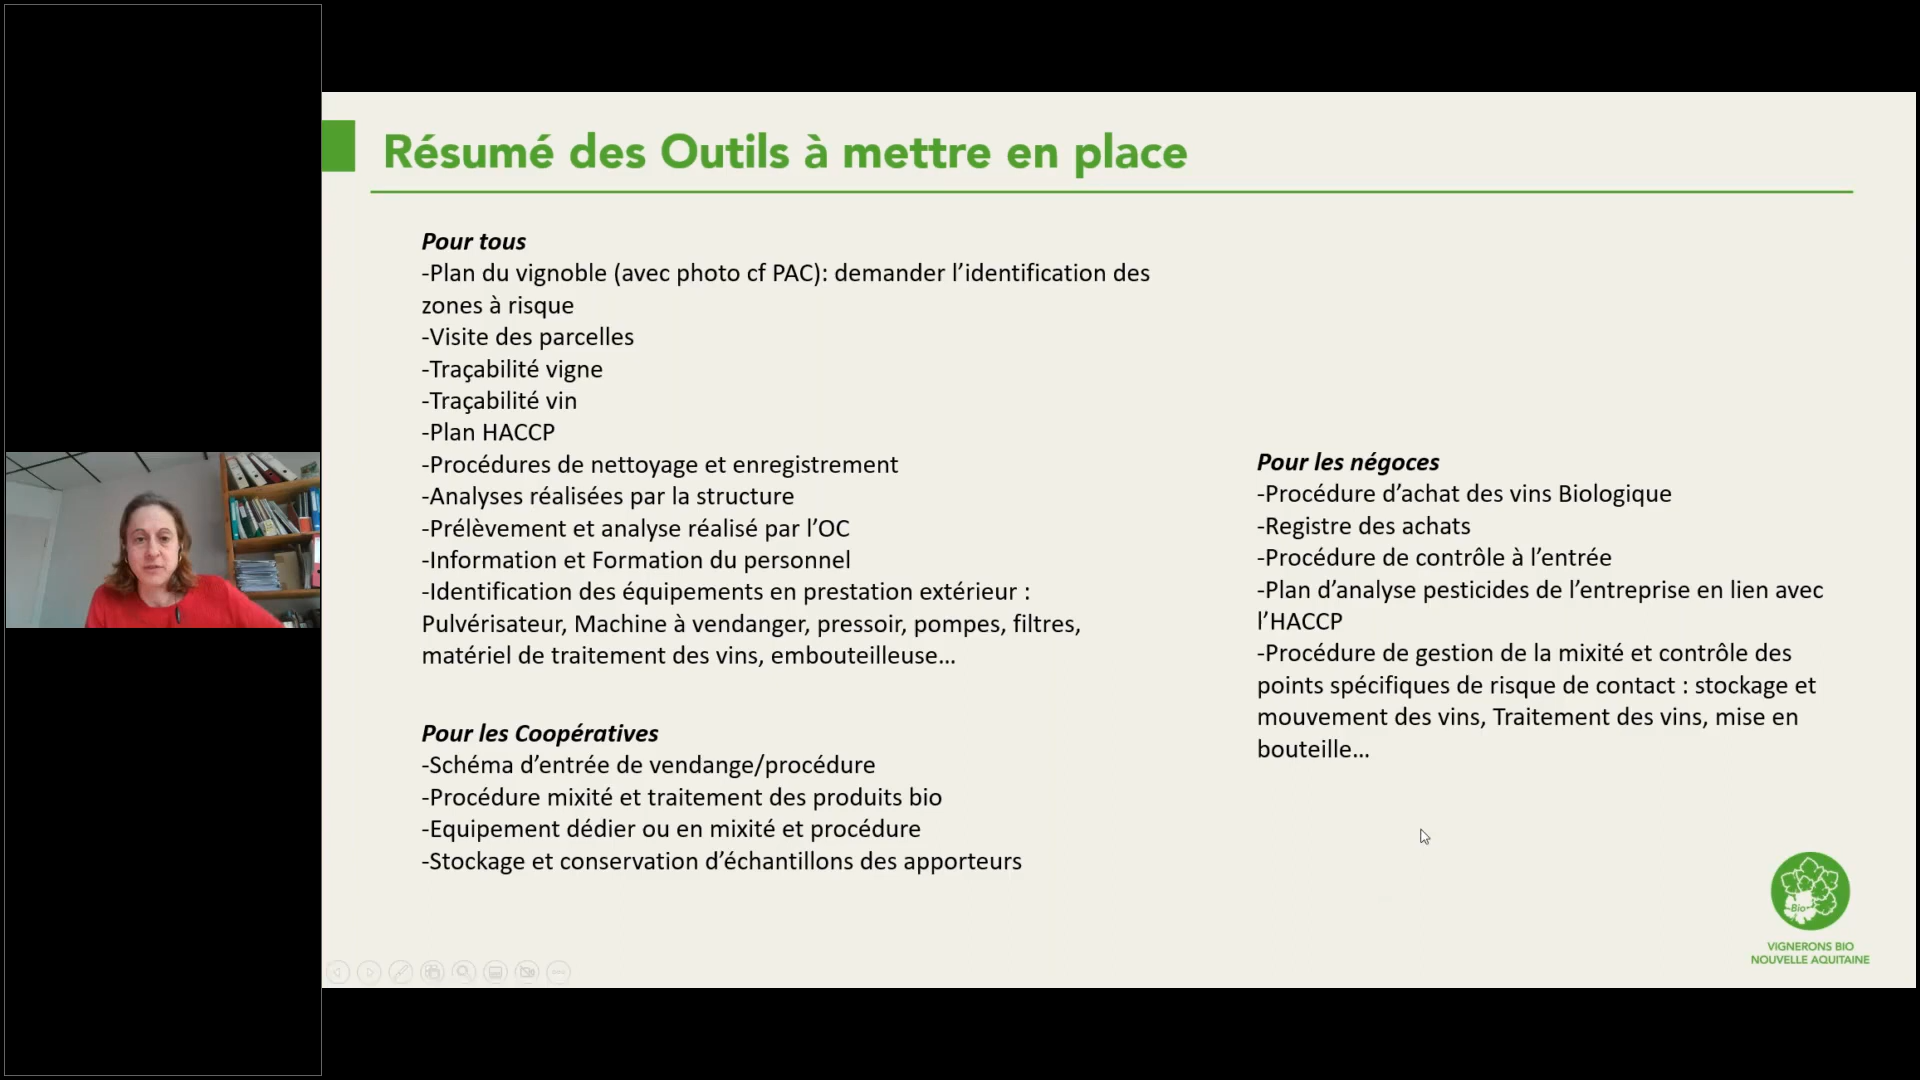 Résumé des Outils à mettre en place
Pour tous
-Plan du vignoble (avec photo cf PAC): demander l’identification des
zones à risque
-Visite des parcelles
-Traçabilité vigne
-Traçabilité vin
-Plan HACCP
-Procédures de nettoyage et enregistrement
-Analyses réalisées par la structure
-Prélèvement et analyse réalisé par l’OC
-Information et Formation du personnel
-Identification des équipements en prestation extérieur :
Pulvérisateur, Machine à vendanger, pressoir, pompes, filtres,
matériel de traitement des vins, embouteilleuse…
Pour les Coopératives
-Schéma d’entrée de vendange/procédure
-Procédure mixité et traitement des produits bio
-Equipement dédier ou en mixité et procédure
-Stockage et conservation d’échantillons des apporteurs
Pour les négoces
-Procédure d’achat des vins Biologique
-Registre des achats
-Procédure de contrôle à l’entrée
-Plan d’analyse pesticides de l’entreprise en lien avec
l’HACCP
-Procédure de gestion de la mixité et contrôle des
points spécifiques de risque de contact : stockage et
mouvement des vins, Traitement des vins, mise en
bouteille…
Bio
VIGNERONS BIO
NOUVELLE AQUITAINE